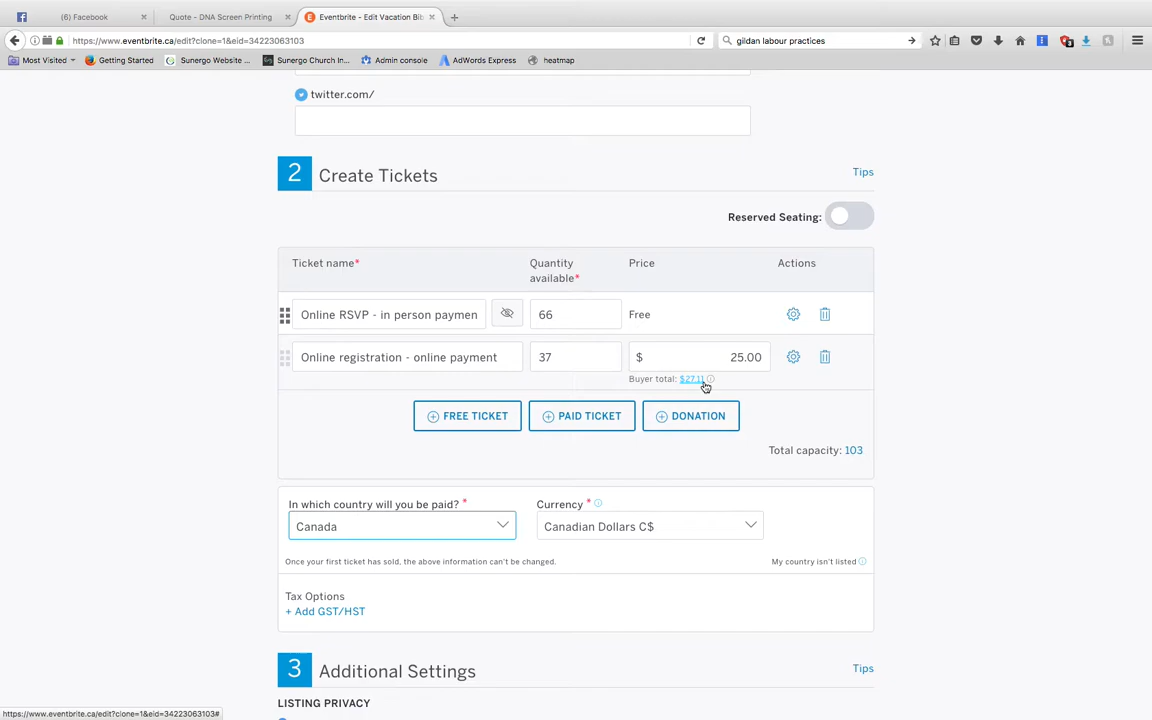 (6) Facebook
Quote - DNA Screen Printing
Eventbrite - Edit Vacation Bib
https://www.eventbrite.ca/edit?clone=1&eid=34223063103
gildan labour practices
3
Most Visited
Getting Started
Sunergo Website ...
Sunergo Church In...
Admin console
AdWords Express
heatmap
twitter.com/
2 Create Tickets
Tips
Reserved Seating:
Ticket name*
Quantity available*
Price
Actions
Online RSVP - in person paymen
66
Free
Online registration - online payment
37
$ 25.00
Buyer total: $27.11
FREE TICKET
PAID TICKET
DONATION
Total capacity: 103
In which country will you be paid? *
Currency *
Canada
Canadian Dollars C$
Once your first ticket has sold, the above information can't be changed.
My country isn't listed
Tax Options
+ Add GST/HST
3 Additional Settings
Tips
LISTING PRIVACY
https://www.eventbrite.ca/edit?clone=1&eid=34223063103#